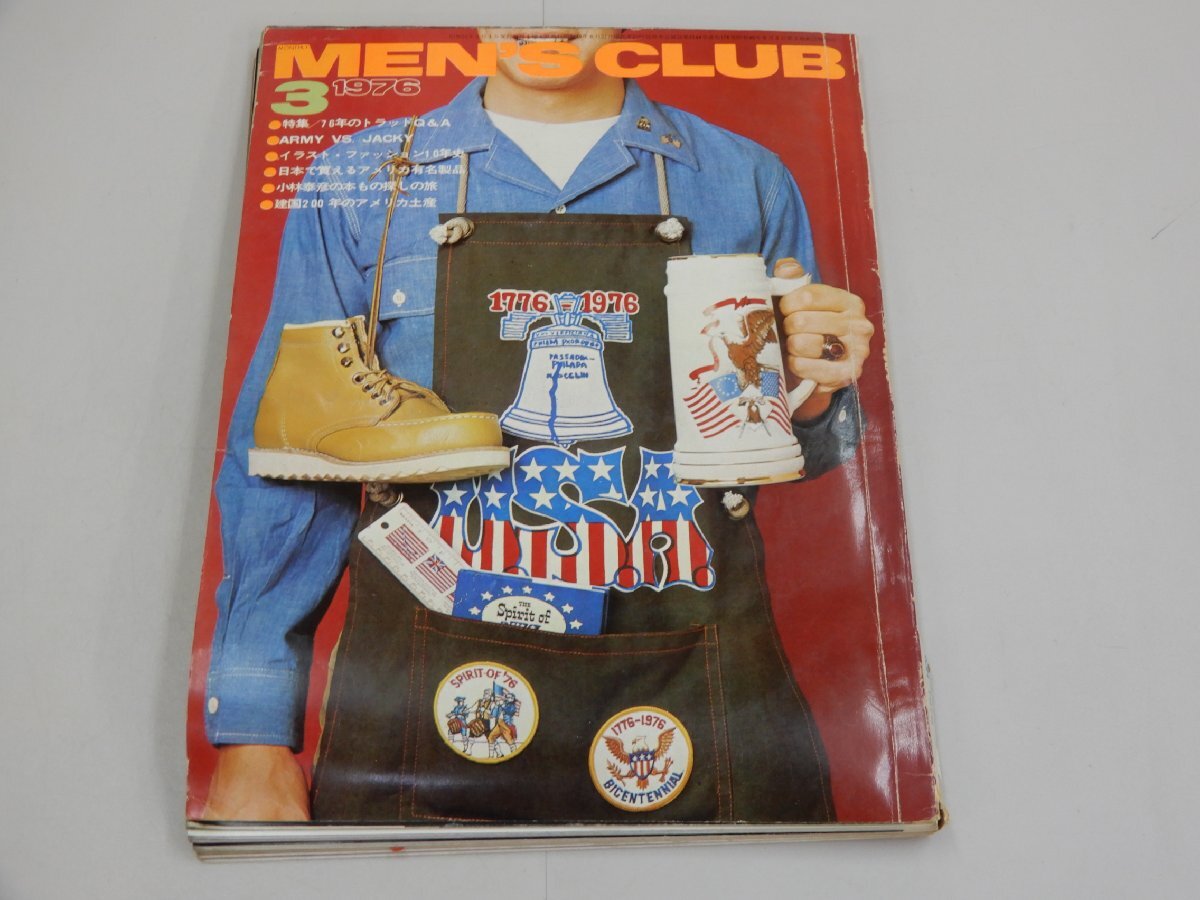 MONTHLY
MEN'S CLUB
3 1976
●特集/76年のトラッドQ&A
●ARMY VS. JACKY
●イラスト・ファッション10年史
●日本で買えるアメリカ有名製品
●小林泰彦の本もの探しの旅
●建国200年のアメリカ土産
1776 1976
PHILADA
U.S.A.
THE
Spirit of
SPIRIT OF '76
1776-1976
BICENTENNIAL